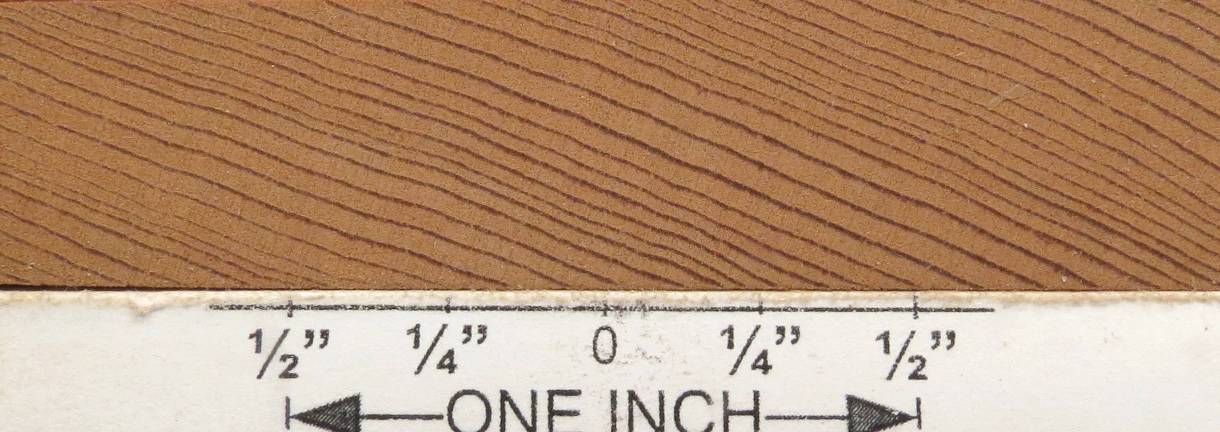 ½” ¼” 0 ¼” ½”
ONE INCH